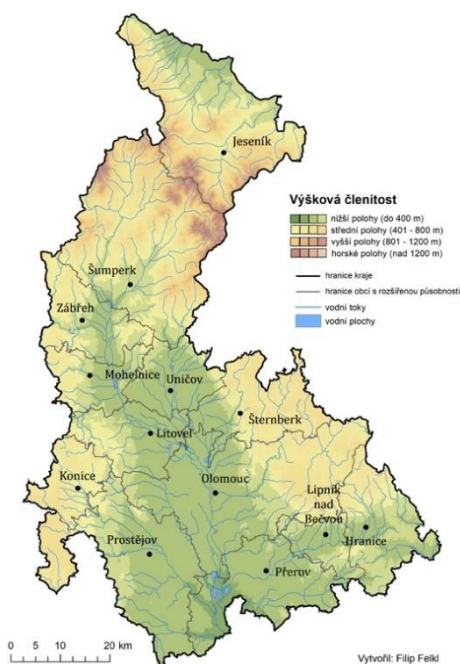 Jeseník
Výšková členitost
nižší polohy (do 400 m)
střední polohy (401 - 800 m)
vyšší polohy (801 - 1200 m)
horské polohy (nad 1200 m)
hranice kraje
hranice obcí s rozšířenou působností
vodní toky
vodní plochy
Šumperk
Zábřeh
Mohelnice
Uničov
Šternberk
Litovel
Konice
Olomouc
Lipník
nad
Bečvou
Hranice
Prostějov
Přerov
0 5 10 20 km
Vytvořil: Filip Felkl